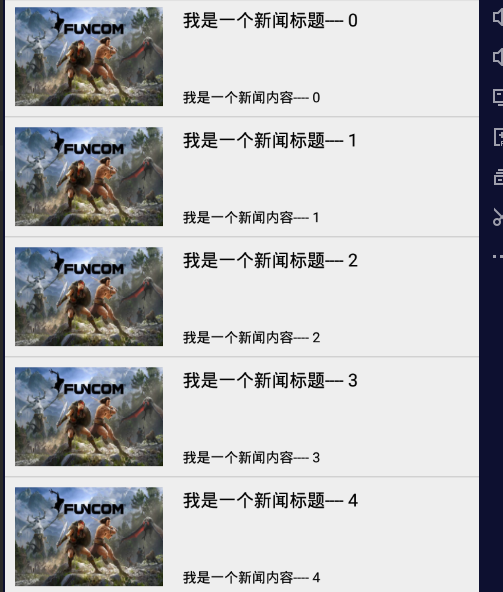 FUNCOM
我是一个新闻标题---- 0
我是一个新闻内容---- 0
FUNCOM
我是一个新闻标题---- 1
我是一个新闻内容---- 1
FUNCOM
我是一个新闻标题---- 2
我是一个新闻内容---- 2
FUNCOM
我是一个新闻标题---- 3
我是一个新闻内容---- 3
FUNCOM
我是一个新闻标题---- 4
我是一个新闻内容---- 4